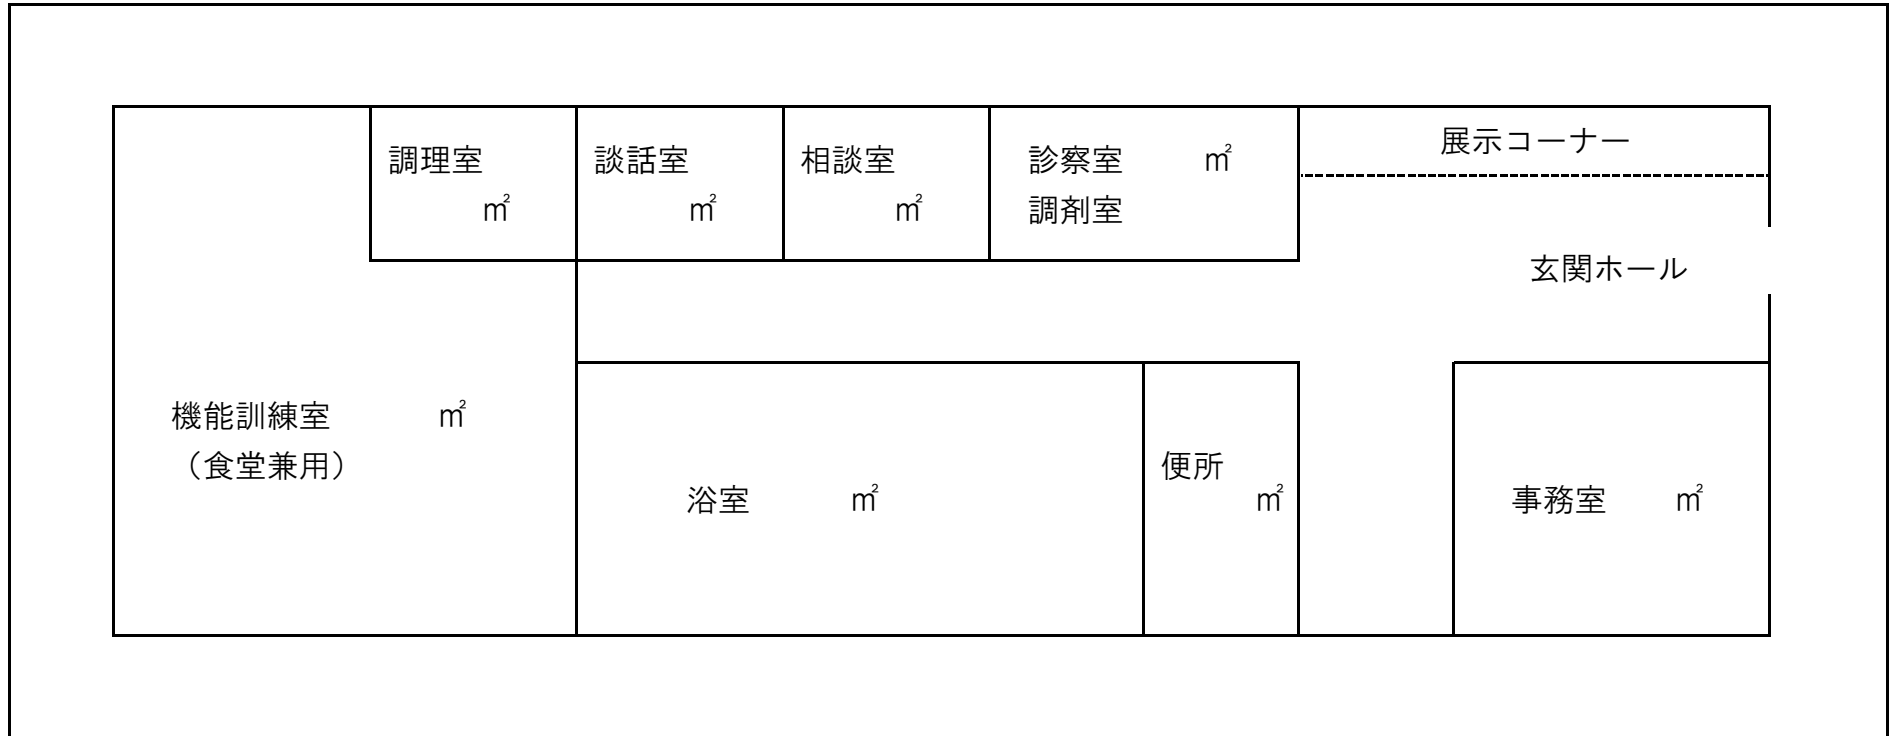 調理室
㎡
談話室
㎡
相談室
㎡
診察室 ㎡
調剤室
展示コーナー
玄関ホール
機能訓練室 ㎡
（食堂兼用）
浴室 ㎡
便所
㎡
事務室 ㎡